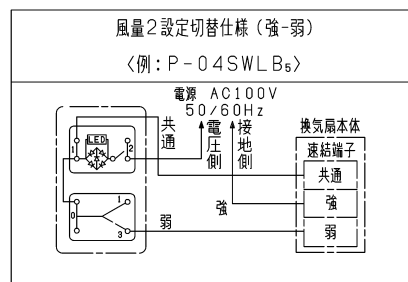 風量2設定切替仕様（強-弱）
〈例：P-04SWLB₅〉
電源 AC100V
50/60Hz
共通
電圧側
接地側
換気扇本体
速結端子
共通
強
弱
LED
1
2
0
1
3
弱
強